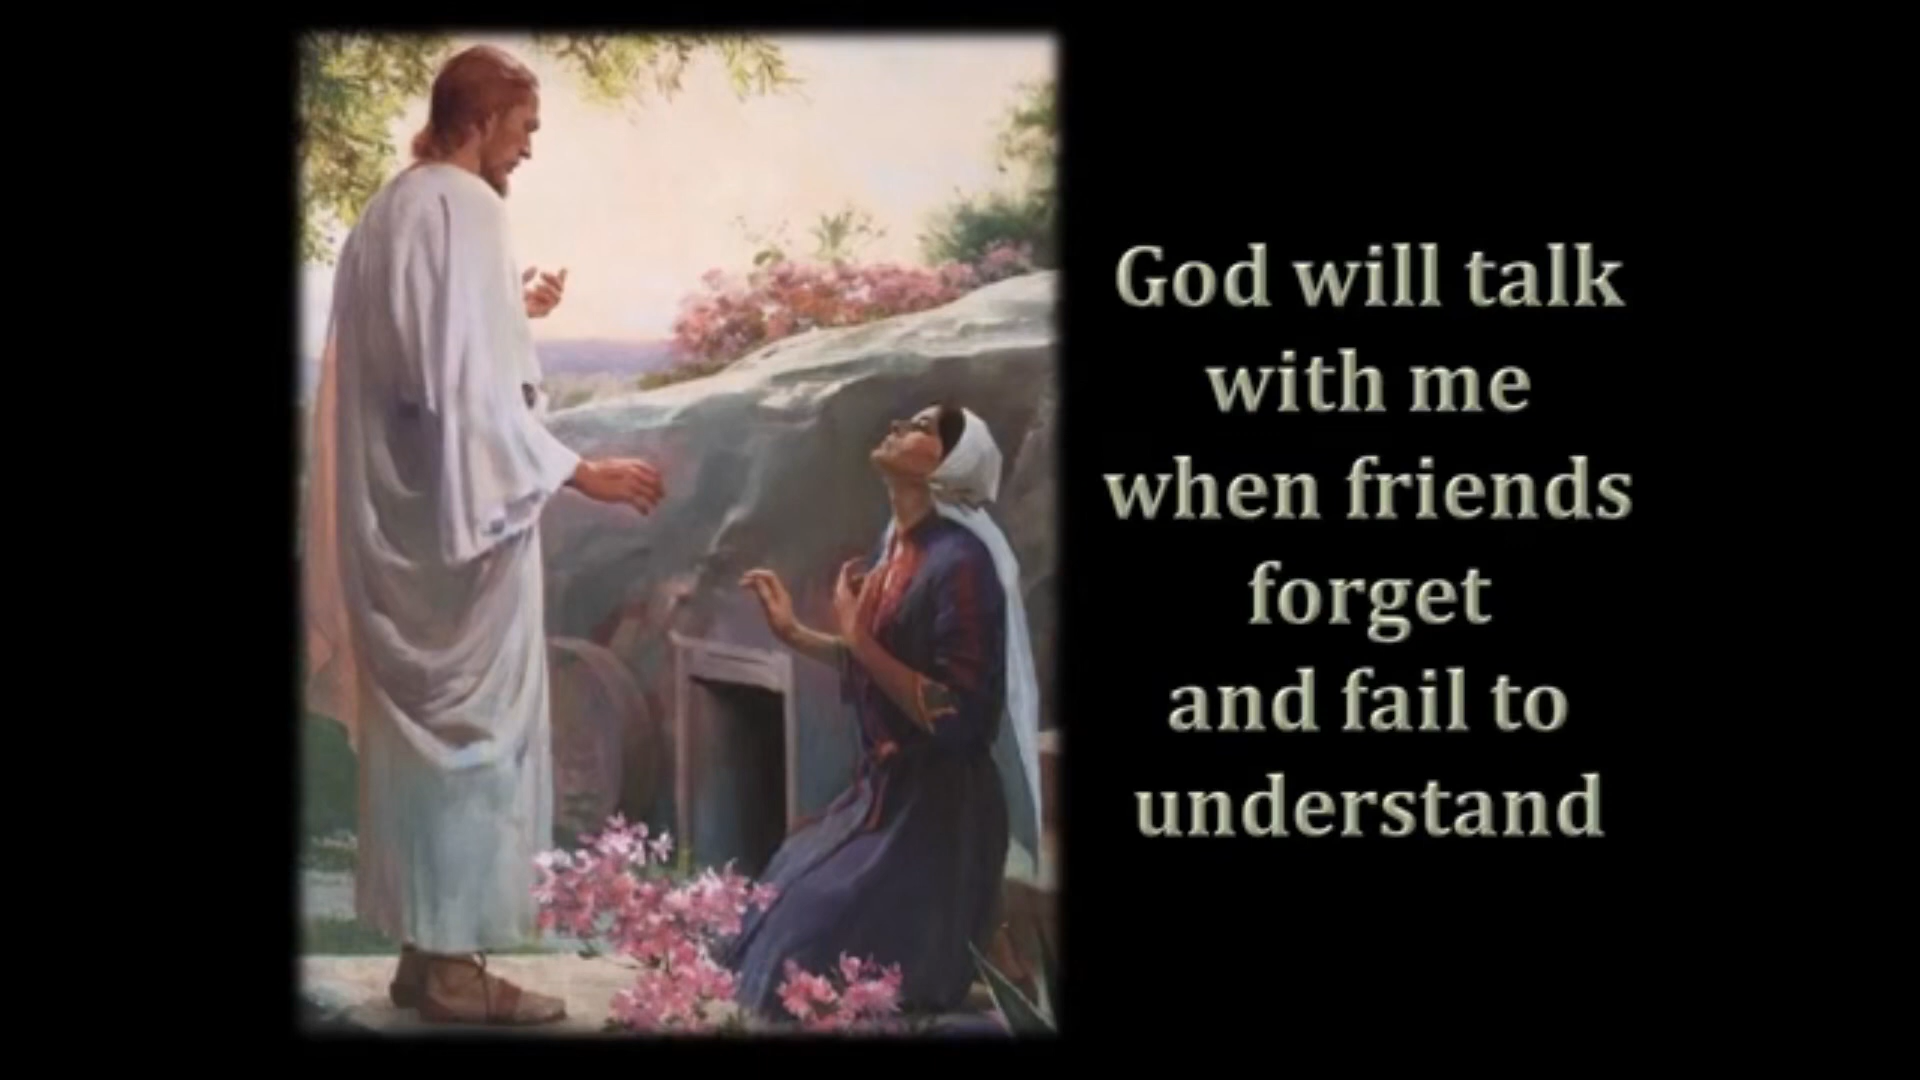 God will talk
with me
when friends
forget
and fail to
understand